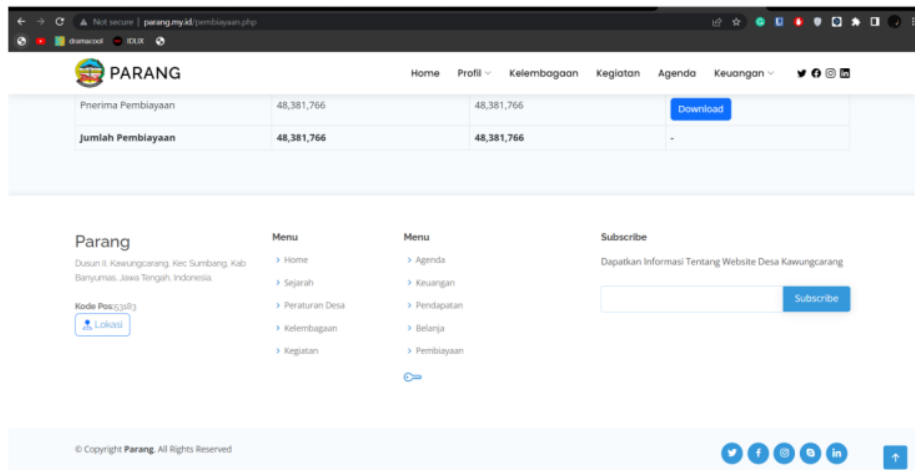 Not secure | parang.my.id/pembiayaan.php
dramacool IDLIX
PARANG Home Profil Kelembagaan Kegiatan Agenda Keuangan
Pnerima Pembiayaan 48,381,766 48,381,766 Download
Jumlah Pembiayaan 48,381,766 48,381,766 -
Parang
Dusun II, Kawungcarang, Kec Sumbang, Kab
Banyumas, Jawa Tengah, Indonesia.
Kode Pos:53183
Lokasi
Menu
> Home
> Sejarah
> Peraturan Desa
> Kelembagaan
> Kegiatan
Menu
> Agenda
> Keuangan
> Pendapatan
> Belanja
> Pembiayaan
Subscribe
Dapatkan Informasi Tentang Website Desa Kawungcarang
Subscribe
© Copyright Parang. All Rights Reserved